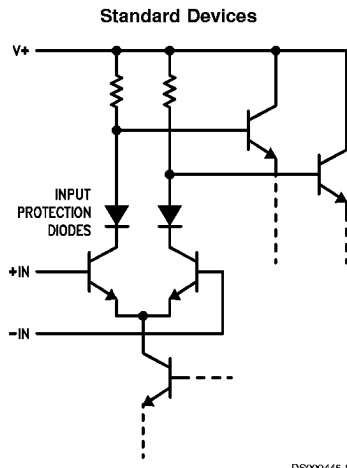 Standard Devices
V+
INPUT
PROTECTION
DIODES
+IN
−IN